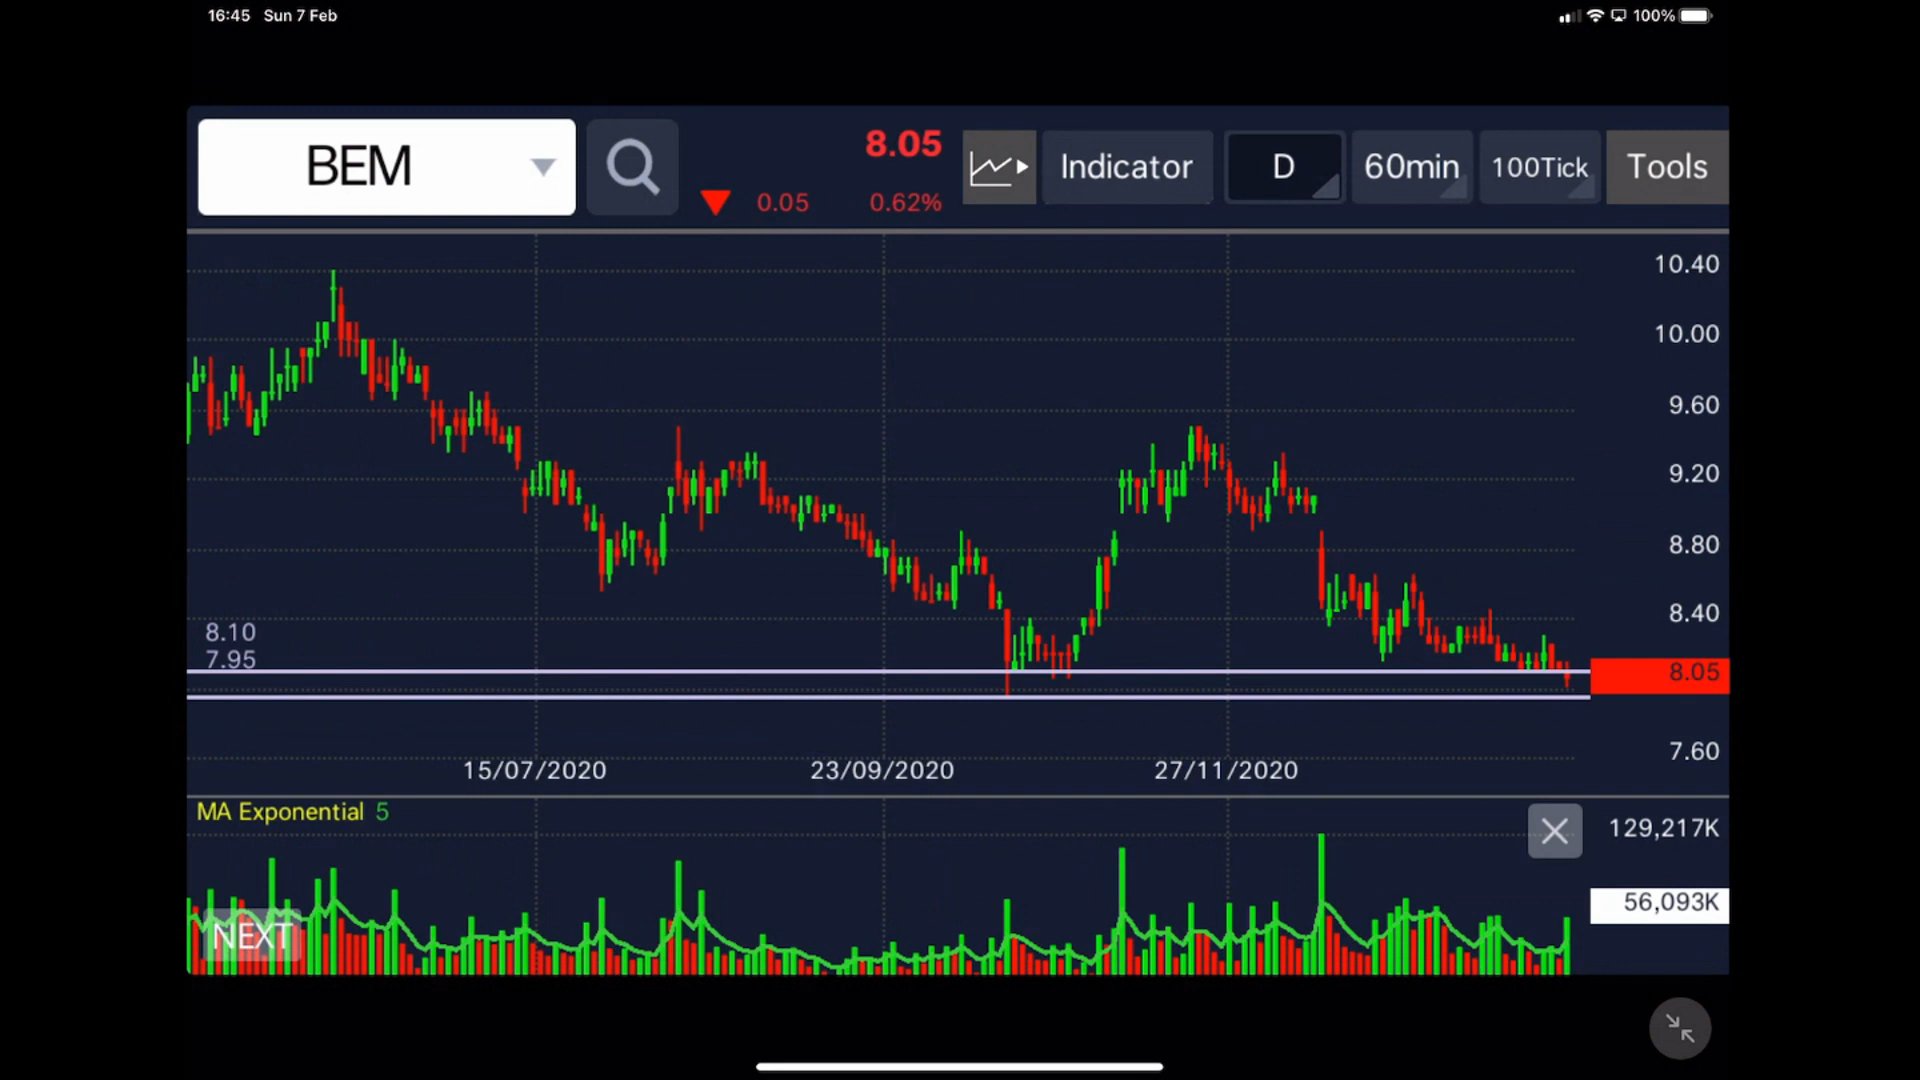 16:45 Sun 7 Feb
100%
BEM
8.05
0.05 0.62%
Indicator
D
60min
100Tick
Tools
10.40
10.00
9.60
9.20
8.80
8.40
8.10
7.95
8.05
7.60
15/07/2020 23/09/2020 27/11/2020
MA Exponential 5
129,217K
56,093K
NEXT